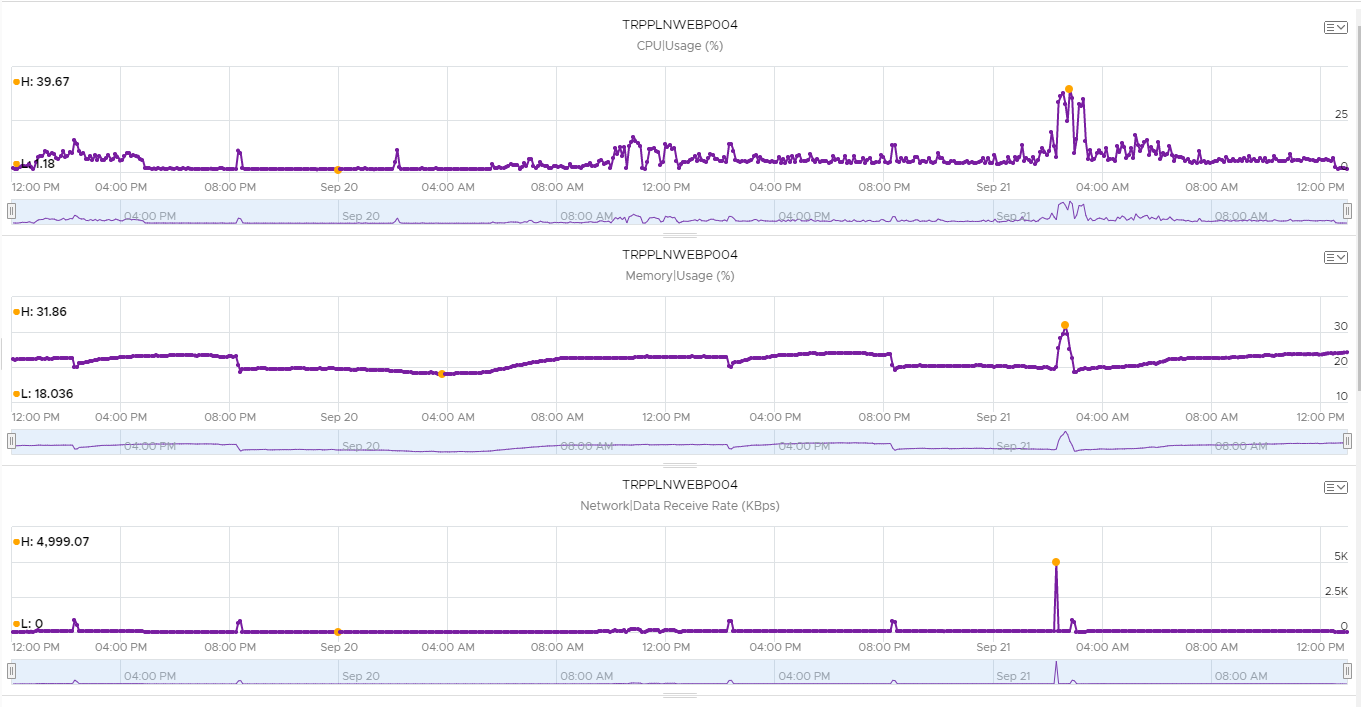 TRPPLNWEBP004
CPU|Usage (%)
H: 39.67
25
L: 1.18
0
12:00 PM 04:00 PM 08:00 PM Sep 20 04:00 AM 08:00 AM 12:00 PM 04:00 PM 08:00 PM Sep 21 04:00 AM 08:00 AM 12:00 PM
04:00 PM Sep 20 08:00 AM 04:00 PM Sep 21 08:00 AM
TRPPLNWEBP004
Memory|Usage (%)
H: 31.86
30
20
L: 18.036
10
12:00 PM 04:00 PM 08:00 PM Sep 20 04:00 AM 08:00 AM 12:00 PM 04:00 PM 08:00 PM Sep 21 04:00 AM 08:00 AM 12:00 PM
04:00 PM Sep 20 08:00 AM 04:00 PM Sep 21 08:00 AM
TRPPLNWEBP004
Network|Data Receive Rate (KBps)
H: 4,999.07
5K
2.5K
L: 0
0
12:00 PM 04:00 PM 08:00 PM Sep 20 04:00 AM 08:00 AM 12:00 PM 04:00 PM 08:00 PM Sep 21 04:00 AM 08:00 AM 12:00 PM
04:00 PM Sep 20 08:00 AM 04:00 PM Sep 21 08:00 AM